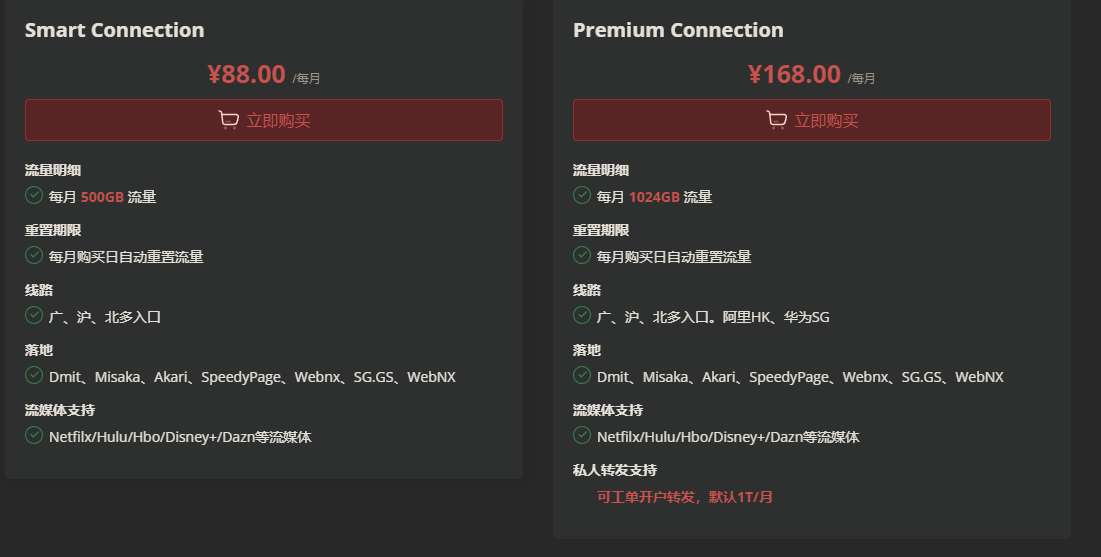 Smart Connection
¥88.00 /每月
立即购买
流量明细
每月 500GB 流量
重置期限
每月购买日自动重置流量
线路
广、沪、北多入口
落地
Dmit、Misaka、Akari、SpeedyPage、Webnx、SG.GS、WebNX
流媒体支持
Netfilx/Hulu/Hbo/Disney+/Dazn等流媒体
Premium Connection
¥168.00 /每月
立即购买
流量明细
每月 1024GB 流量
重置期限
每月购买日自动重置流量
线路
广、沪、北多入口。阿里HK、华为SG
落地
Dmit、Misaka、Akari、SpeedyPage、Webnx、SG.GS、WebNX
流媒体支持
Netfilx/Hulu/Hbo/Disney+/Dazn等流媒体
私人转发支持
可工单开户转发，默认1T/月